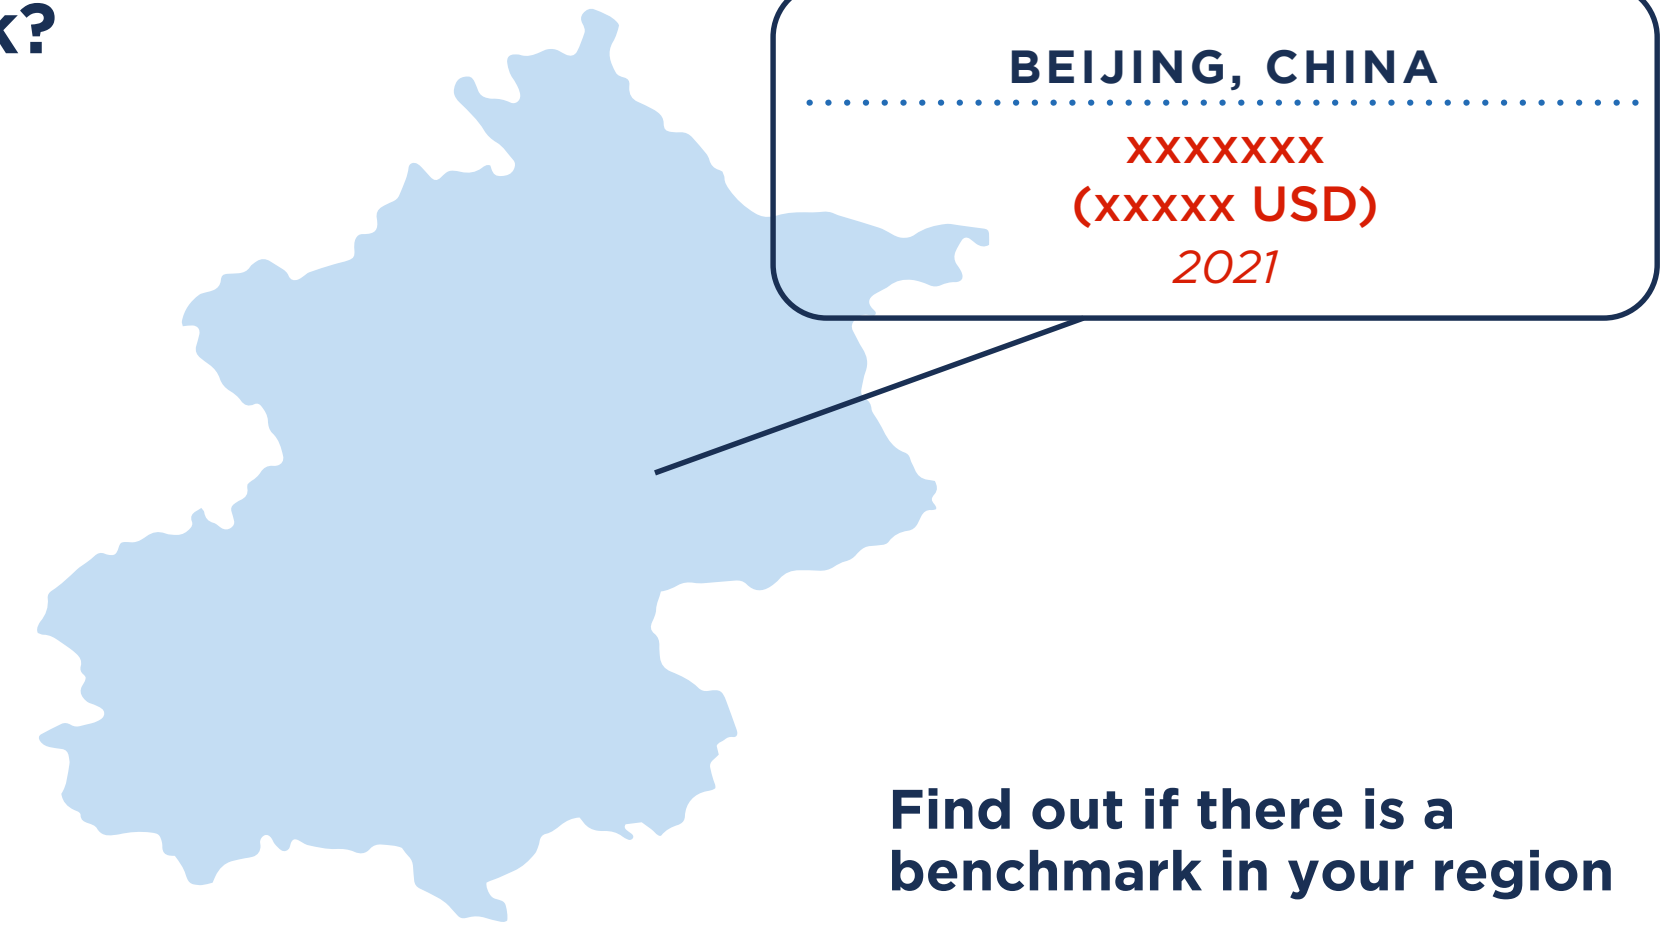 k?
BEIJING, CHINA
xxxxxxx
(xxxxx USD)
2021
Find out if there is a
benchmark in your region